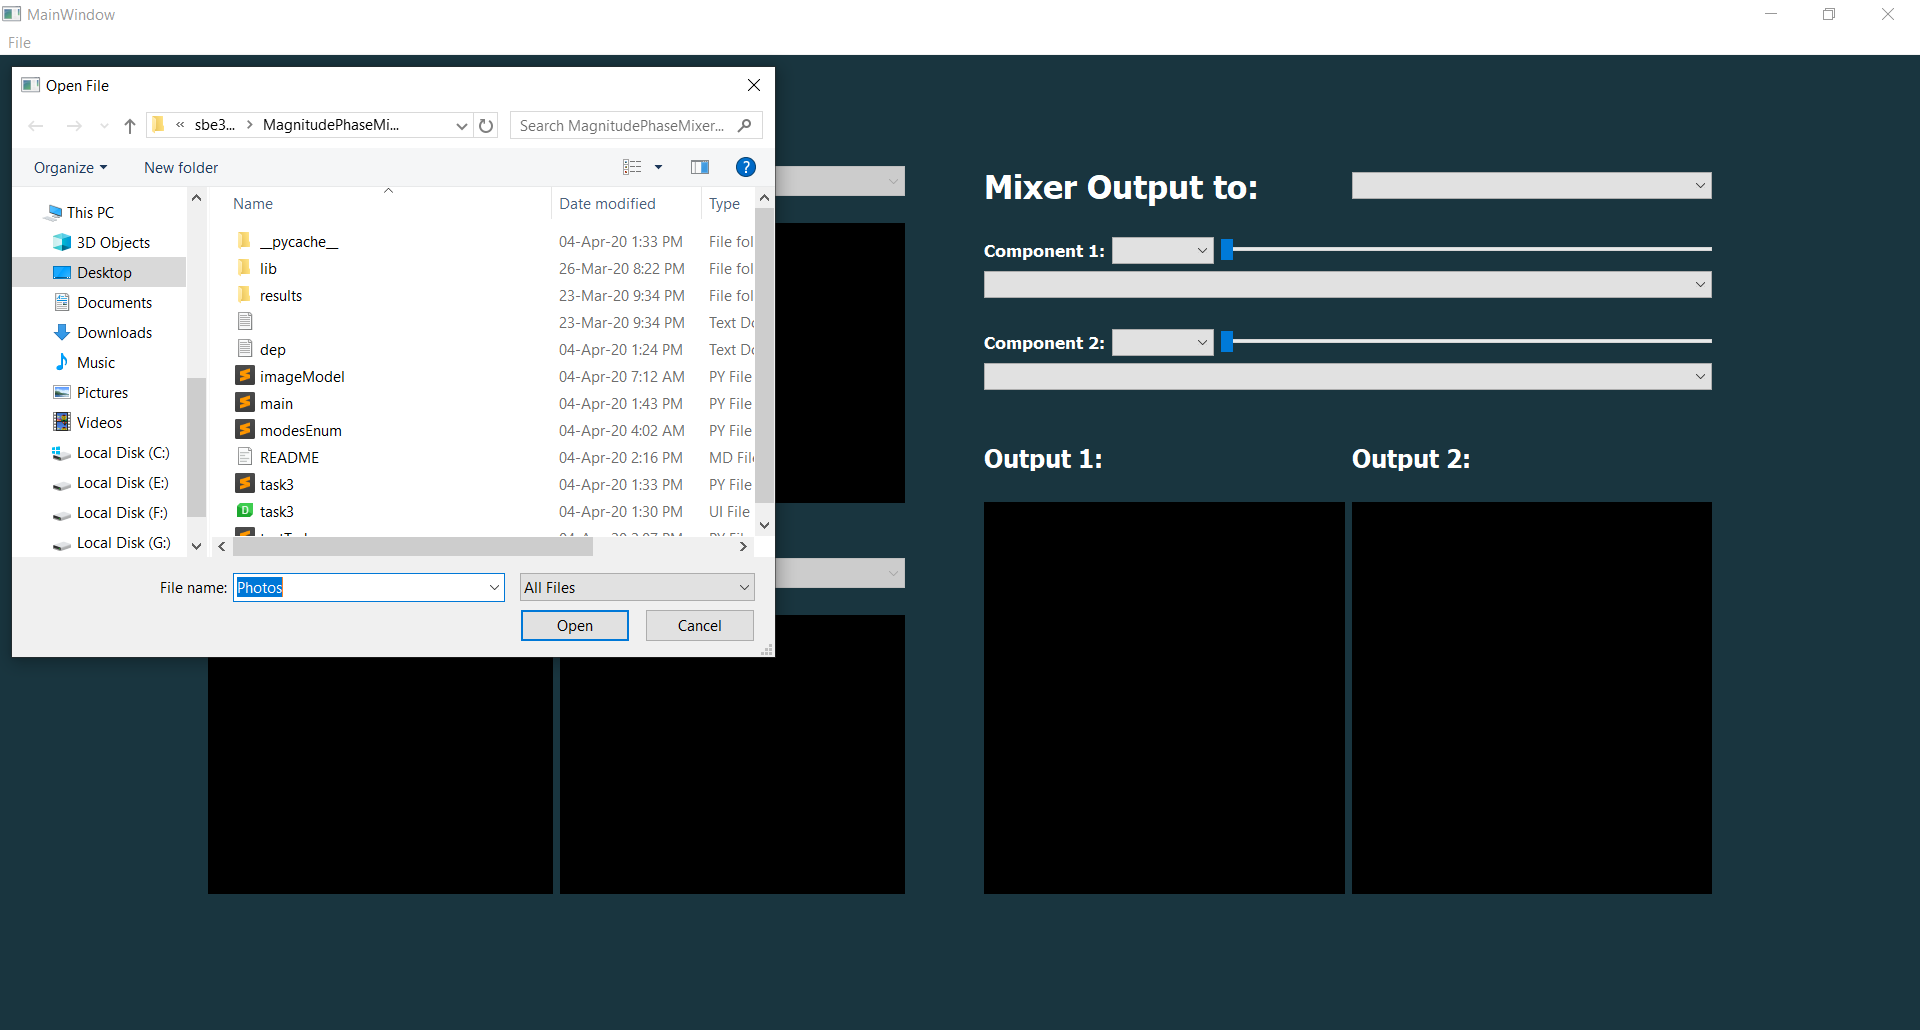 MainWindow
File
Open File
« sbe3... > MagnitudePhaseMi...
Search MagnitudePhaseMixer...
Organize
New folder
This PC
3D Objects
Desktop
Documents
Downloads
Music
Pictures
Videos
Local Disk (C:)
Local Disk (E:)
Local Disk (F:)
Local Disk (G:)
Name Date modified Type
__pycache__ 04-Apr-20 1:33 PM File fol
lib 26-Mar-20 8:22 PM File fol
results 23-Mar-20 9:34 PM File fol
23-Mar-20 9:34 PM Text Do
dep 04-Apr-20 1:24 PM Text Do
imageModel 04-Apr-20 7:12 AM PY File
main 04-Apr-20 1:43 PM PY File
modesEnum 04-Apr-20 4:02 AM PY File
README 04-Apr-20 2:16 PM MD File
task3 04-Apr-20 1:33 PM PY File
task3 04-Apr-20 1:30 PM UI File
File name: Photos
All Files
Open
Cancel
Mixer Output to:
Component 1:
Component 2:
Output 1:
Output 2: